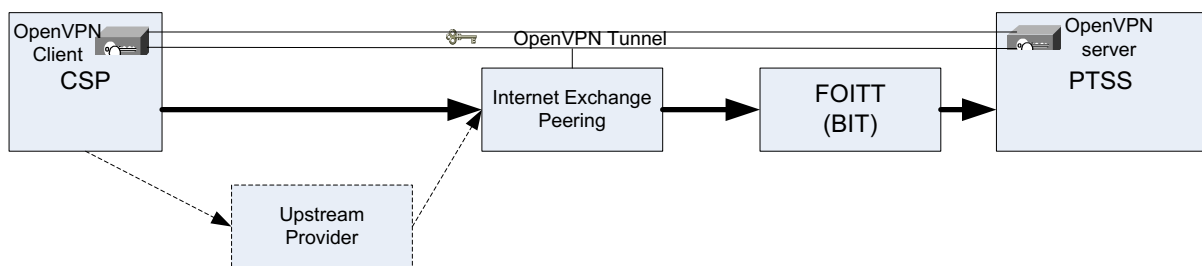 OpenVPN
Client
CSP
OpenVPN Tunnel
OpenVPN
server
PTSS
Internet Exchange
Peering
FOITT
(BIT)
Upstream
Provider